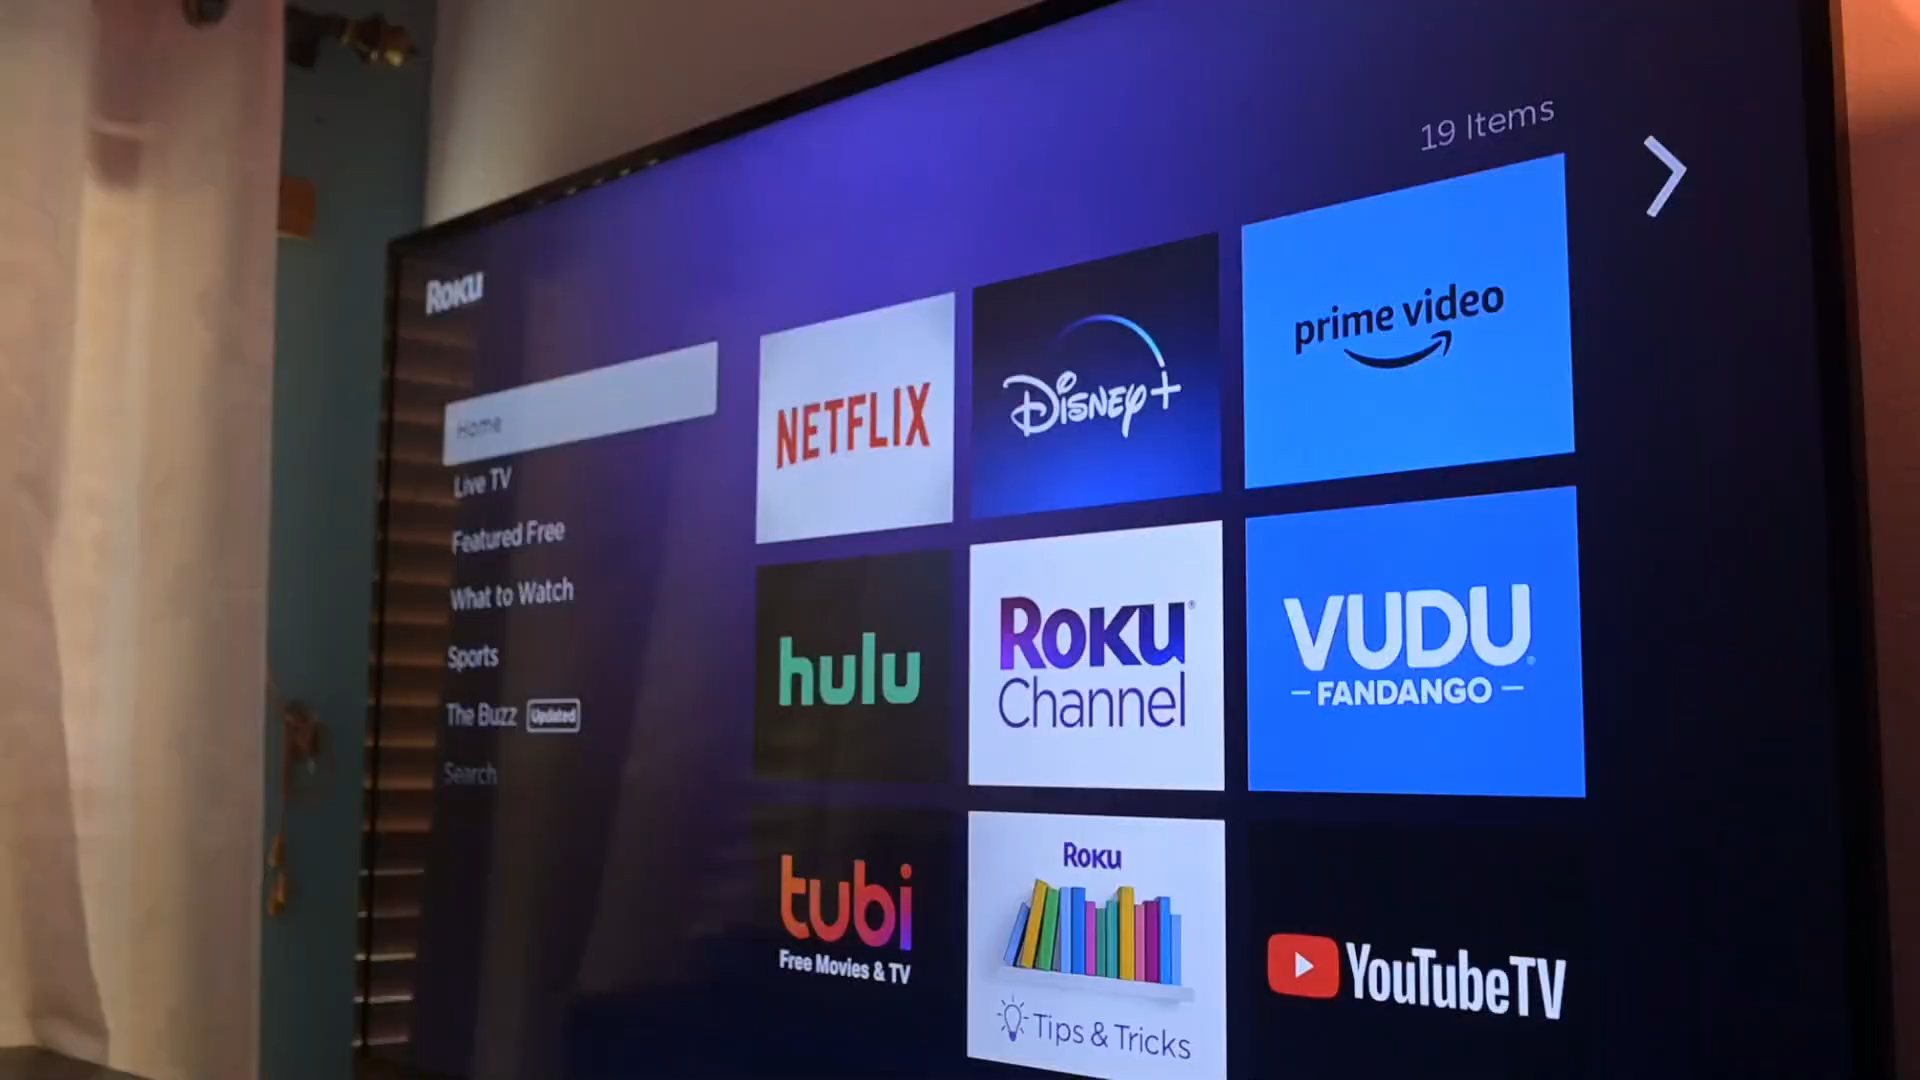 19 Items
Roku
Home
Live TV
Featured Free
What to Watch
Sports
The Buzz Updated
Search
NETFLIX
Disney+
prime video
hulu
Roku
Channel
VUDU
FANDANGO
tubi
Free Movies & TV
Roku
Tips & Tricks
YouTubeTV